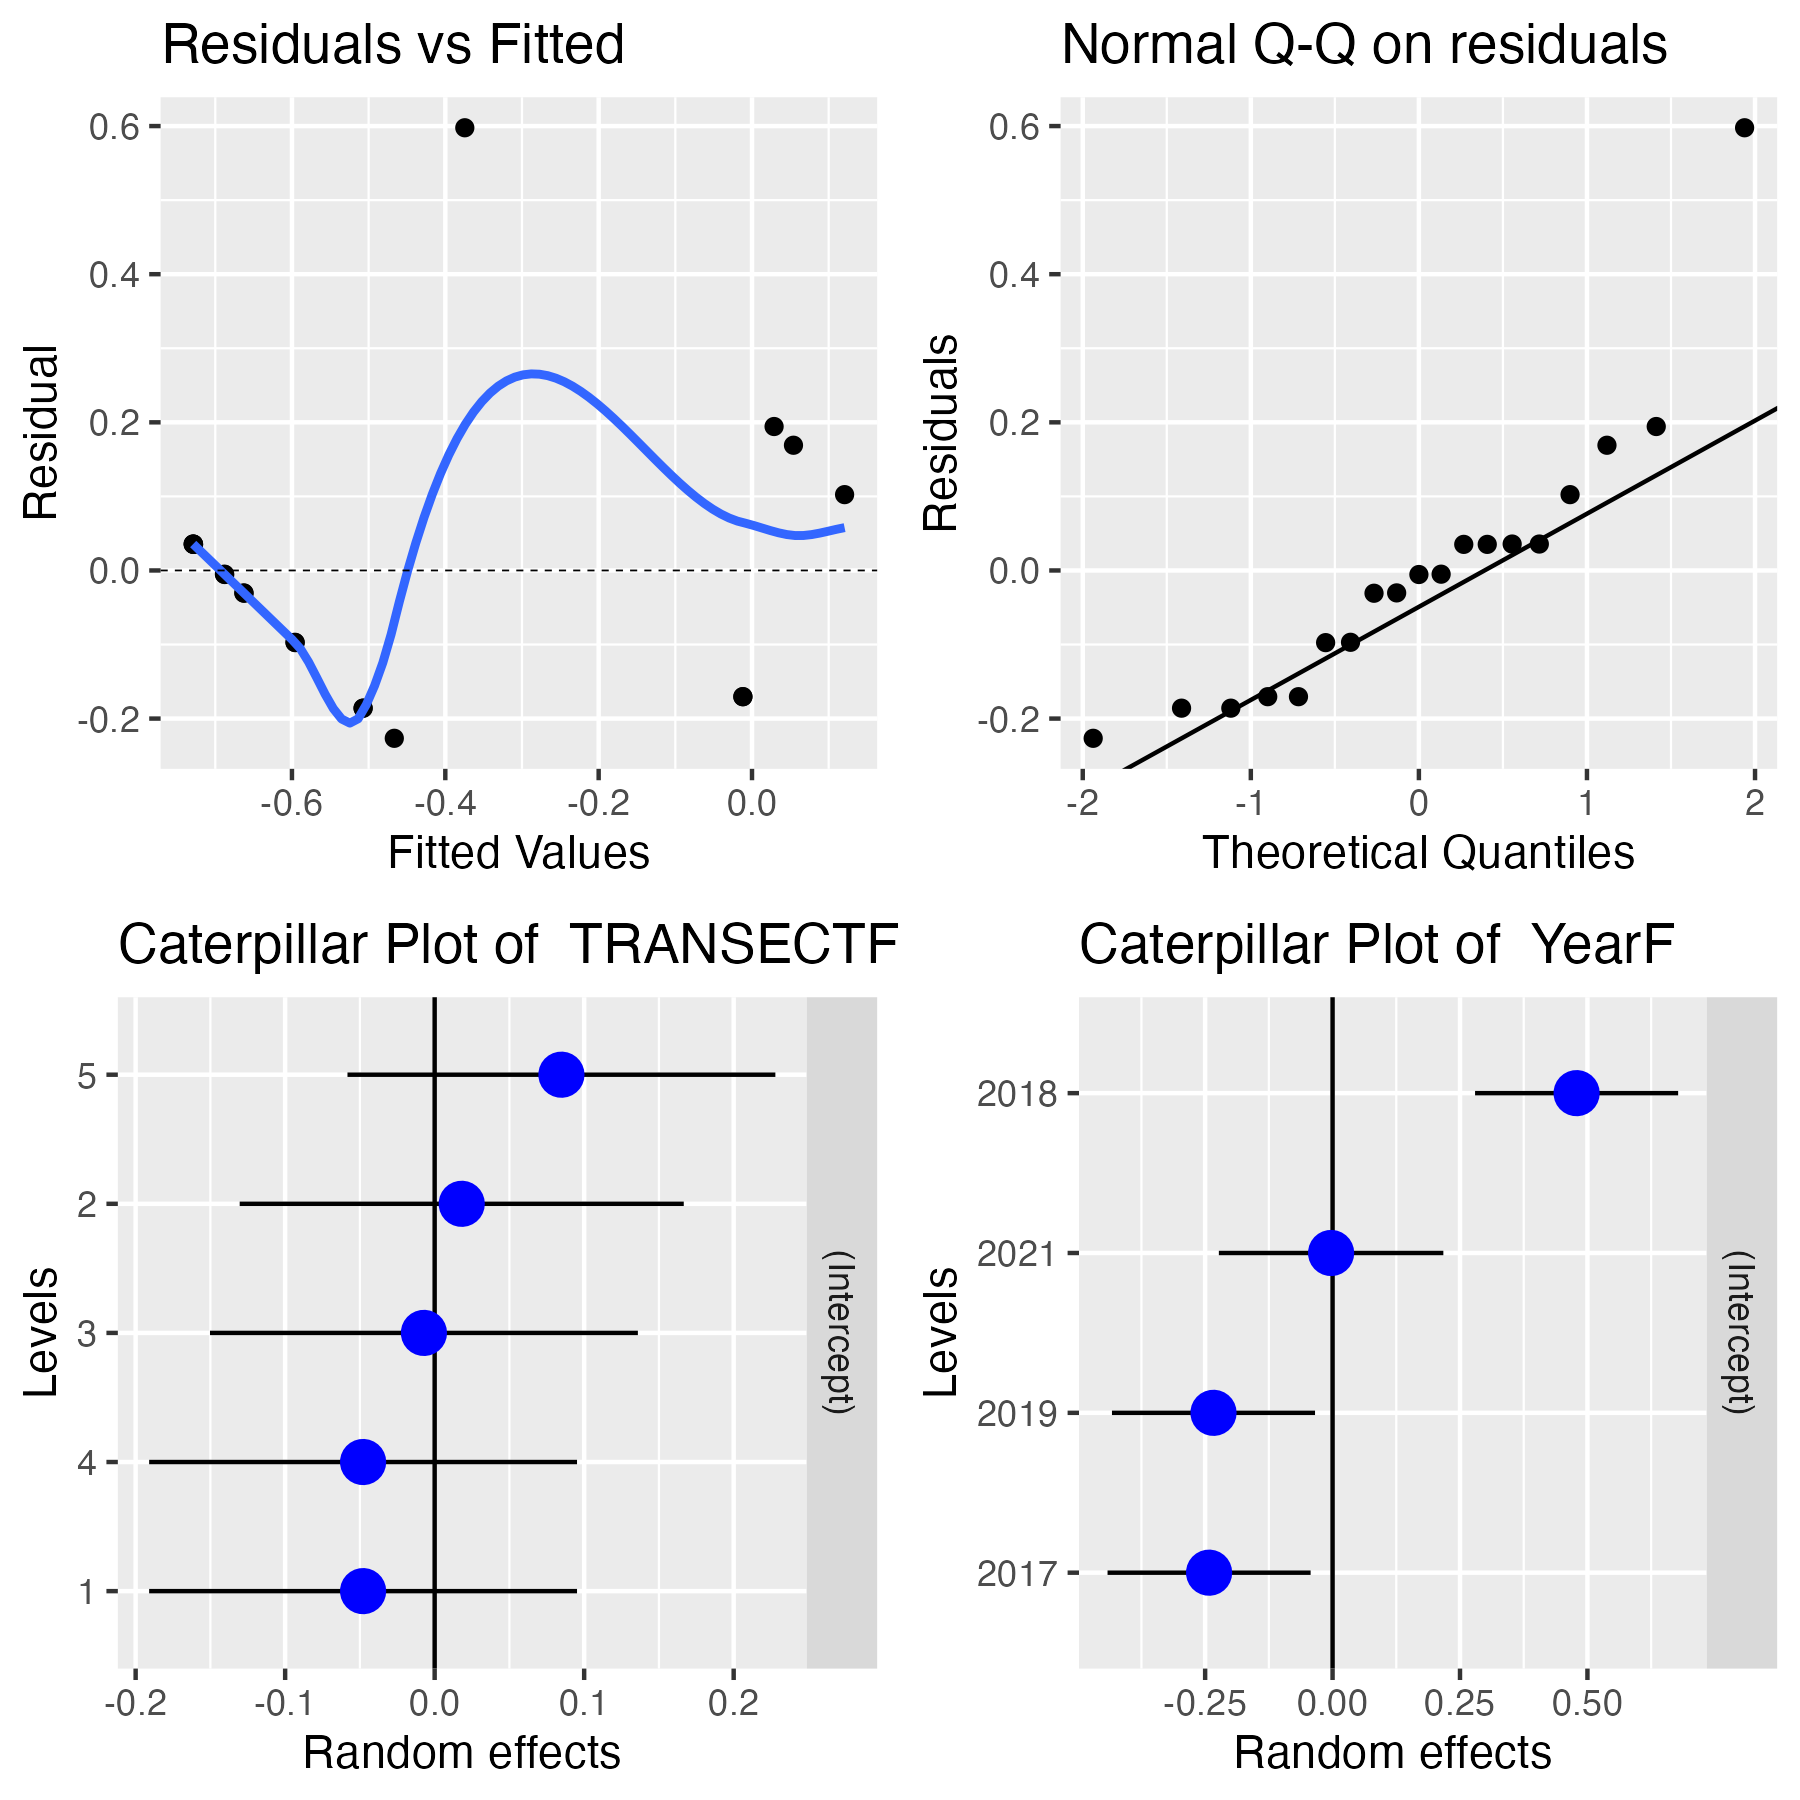 Residuals vs Fitted
0.6
0.4
0.2
0.0
-0.2
Residual
-0.6
-0.4
-0.2
0.0
Fitted Values
Normal Q-Q on residuals
0.6
0.4
0.2
0.0
-0.2
Residuals
-2
-1
0
1
2
Theoretical Quantiles
Caterpillar Plot of  TRANSECTF
5
2
3
4
1
Levels
(Intercept)
-0.2
-0.1
0.0
0.1
0.2
Random effects
Caterpillar Plot of  YearF
2018
2021
2019
2017
Levels
(Intercept)
-0.25
0.00
0.25
0.50
Random effects